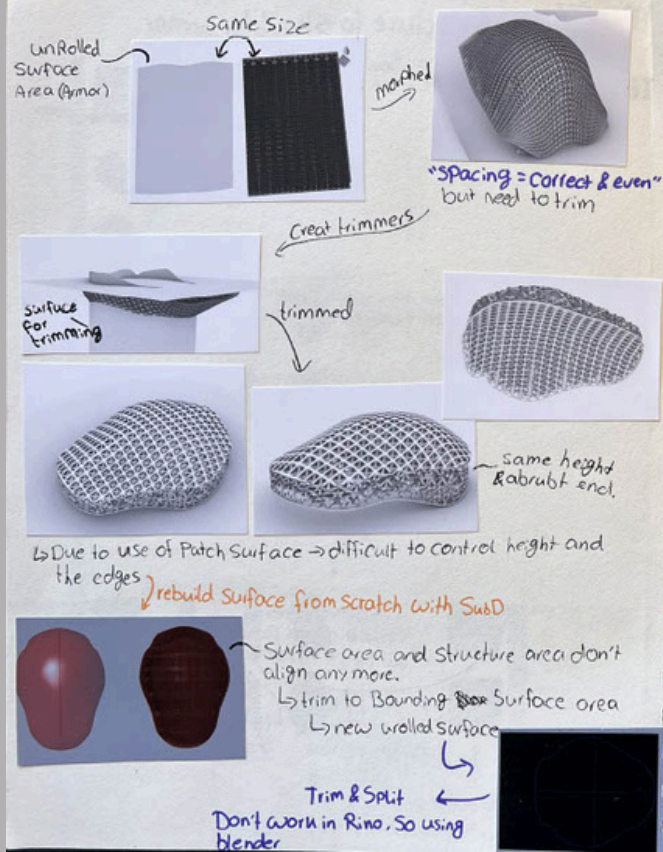 Same Size
unRolled
Surface
Area (Armor)
morphed
"spacing = correct & even"
but need to trim
Creat trimmers
surface
for
trimming
trimmed
same height
& abrubt end.
↳ Due to use of Patch Surface → difficult to control height and
the edges
rebuild surface from scratch with SubD
Surface area and structure area don't
align any more.
↳ trim to Bounding Surface area
↳ new urolled surface
Trim & Split
Don't work in Rino. So using
blender